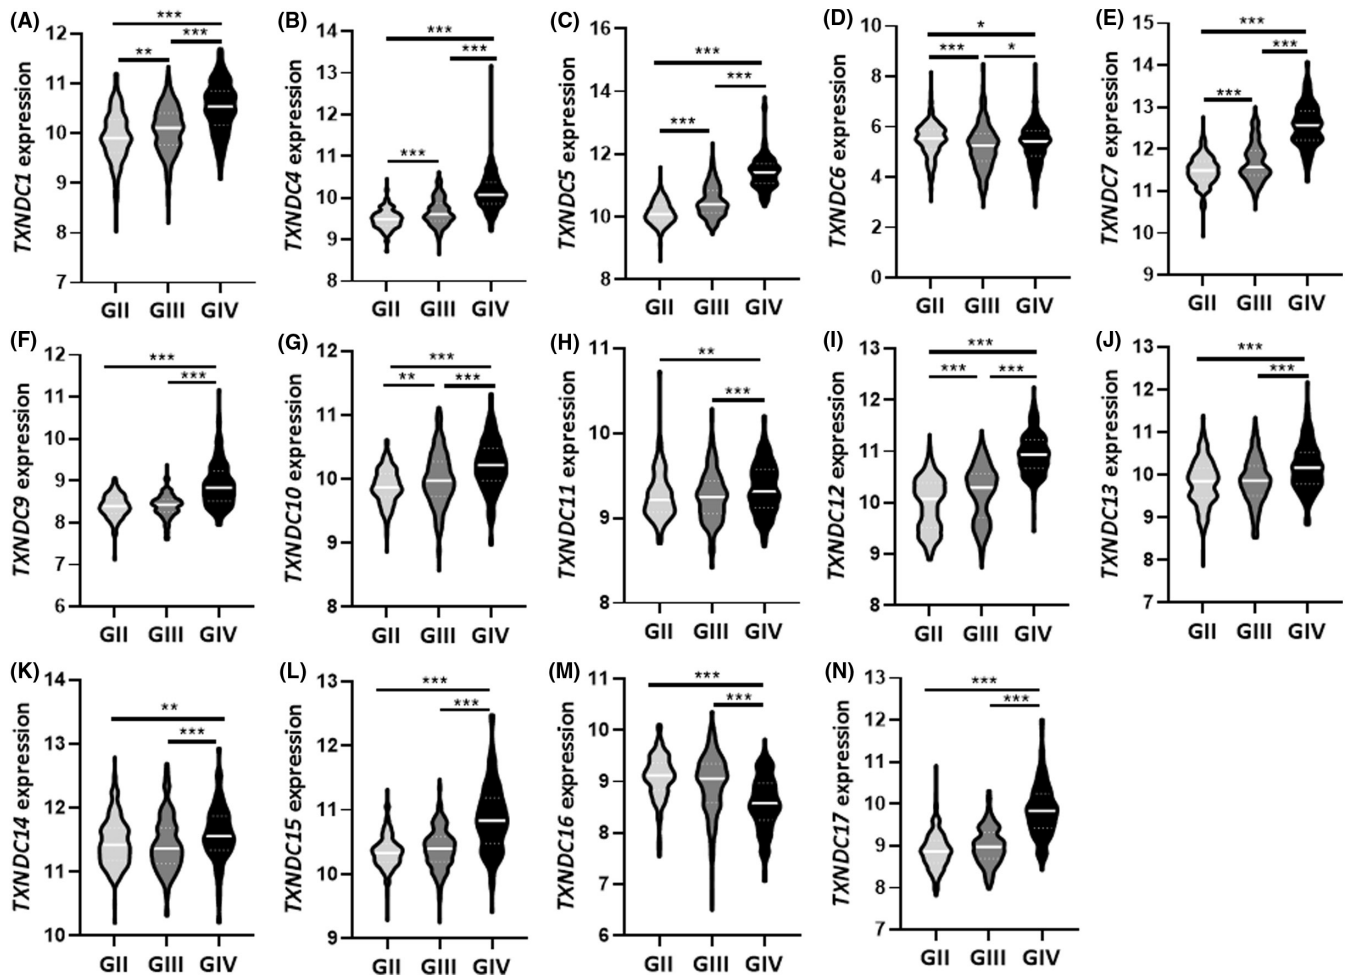 (A)
TXNDC1 expression
12
11
10
9
8
7
***
**
***
GII GIII GIV
(B)
TXNDC4 expression
14
13
12
11
10
9
8
***
***
***
GII GIII GIV
(C)
TXNDC5 expression
16
14
12
10
8
***
***
***
GII GIII GIV
(D)
TXNDC6 expression
10
8
6
4
2
0
*
***
*
GII GIII GIV
(E)
TXNDC7 expression
15
14
13
12
11
10
9
***
***
***
GII GIII GIV
(F)
TXNDC9 expression
12
11
10
9
8
7
6
***
***
GII GIII GIV
(G)
TXNDC10 expression
12
11
10
9
8
***
**
***
GII GIII GIV
(H)
TXNDC11 expression
11
10
9
8
**
***
GII GIII GIV
(I)
TXNDC12 expression
13
12
11
10
9
8
***
***
***
GII GIII GIV
(J)
TXNDC13 expression
13
12
11
10
9
8
7
***
***
GII GIII GIV
(K)
TXNDC14 expression
14
13
12
11
10
**
***
GII GIII GIV
(L)
TXNDC15 expression
13
12
11
10
9
***
***
GII GIII GIV
(M)
TXNDC16 expression
11
10
9
8
7
6
***
***
GII GIII GIV
(N)
TXNDC17 expression
13
12
11
10
9
8
7
***
***
GII GIII GIV